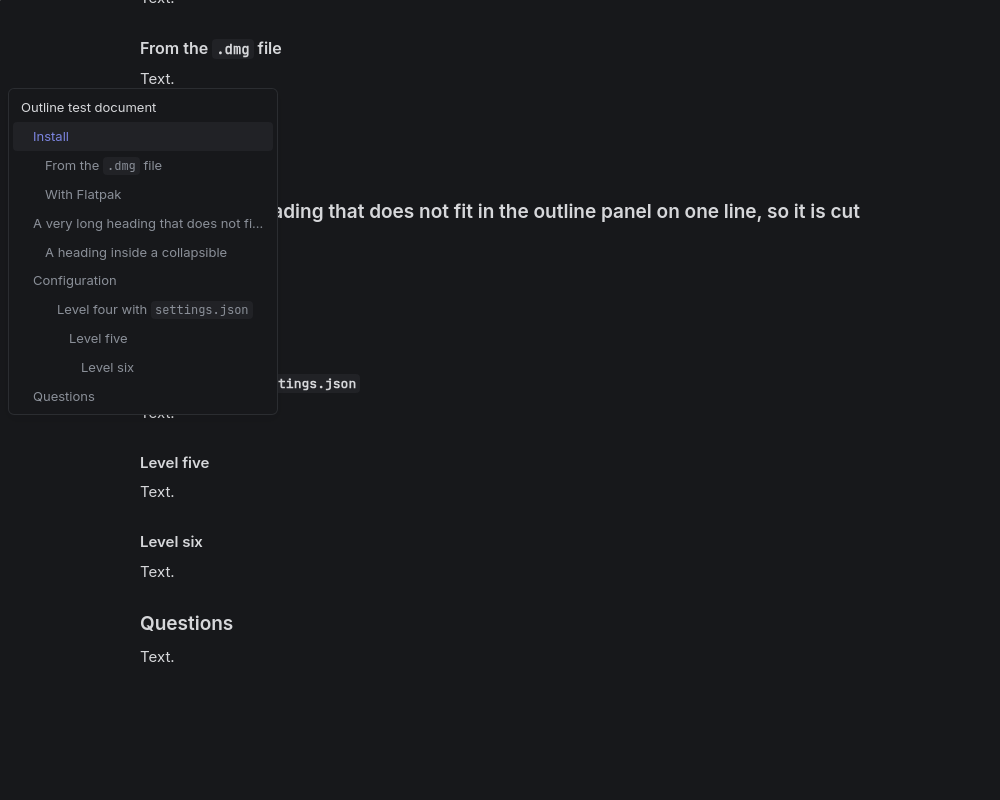 Text.
From the .dmg file
Text.
Outline test document
Install
From the .dmg file
With Flatpak
ading that does not fit in the outline panel on one line, so it is cut
A very long heading that does not fi...
A heading inside a collapsible
Configuration
Level four with settings.json
Level five
Level six
tings.json
Questions
Text.
Level five
Text.
Level six
Text.
Questions
Text.